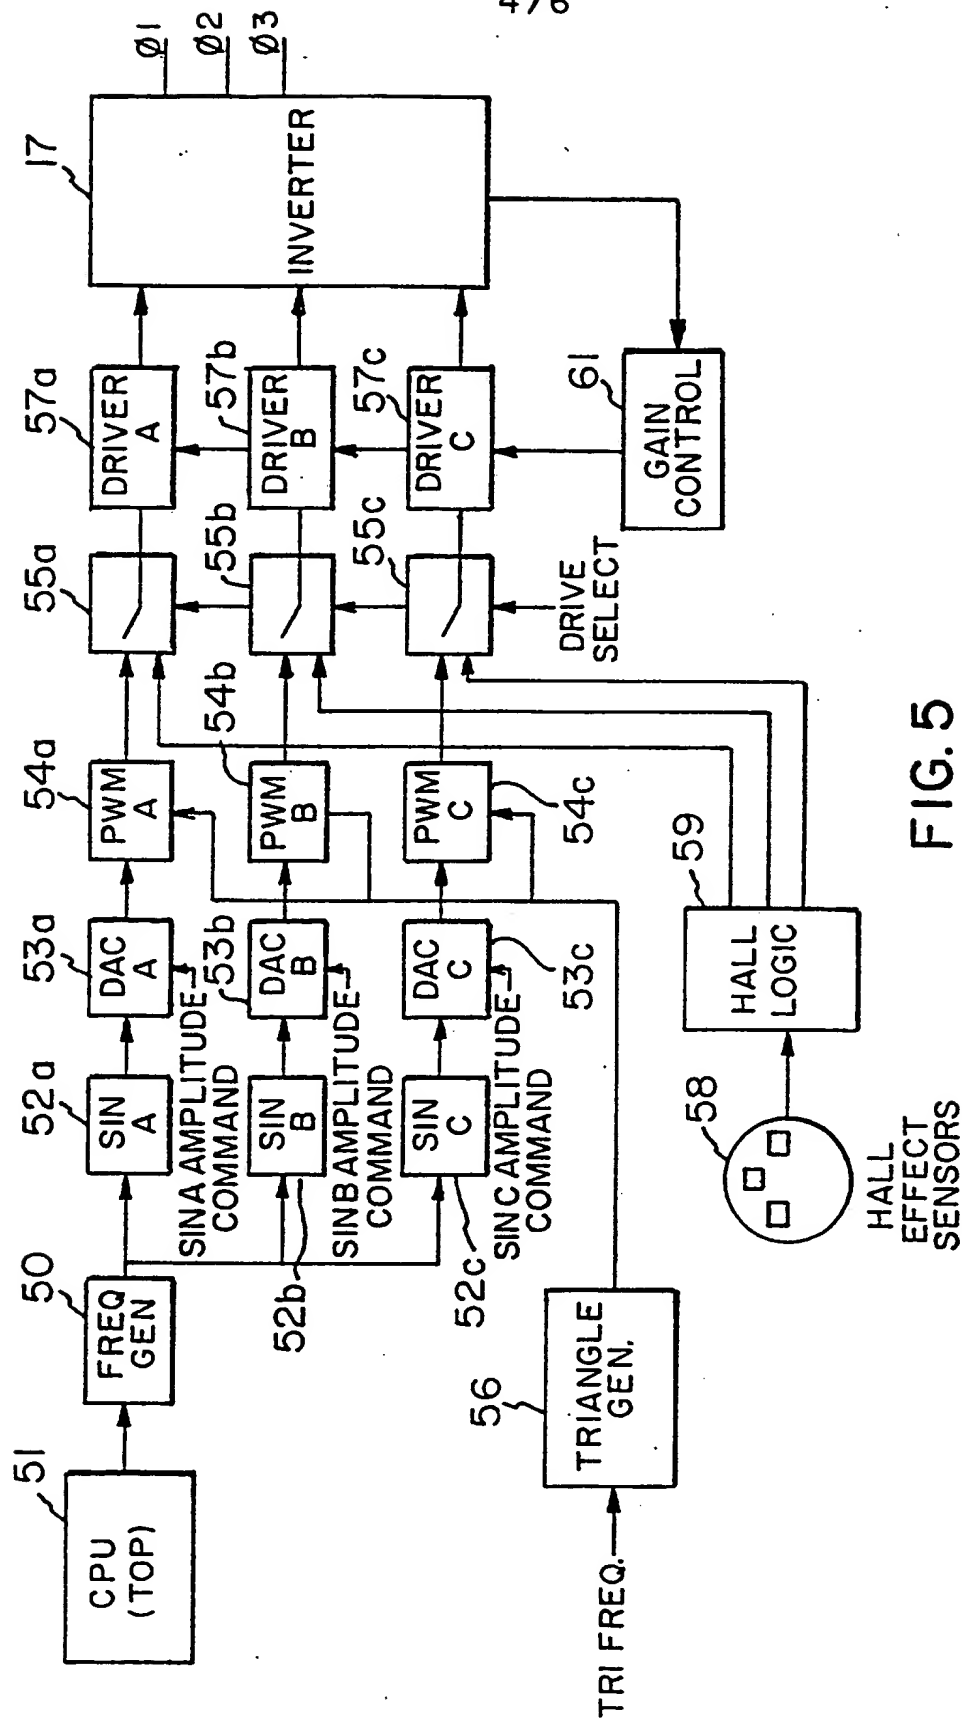 4/6
51
CPU
(TOP)
50
FREQ
GEN
52a
SIN
A
53a
DAC
A
54a
PWM
A
55a
57a
DRIVER
A
17
INVERTER
Ø1
Ø2
Ø3
SIN A AMPLITUDE
COMMAND
52b
SIN
B
53b
DAC
B
54b
PWM
B
55b
57b
DRIVER
B
SIN B AMPLITUDE
COMMAND
52c
SIN
C
53c
DAC
C
54c
PWM
C
55c
57c
DRIVER
C
SIN C AMPLITUDE
COMMAND
DRIVE
SELECT
61
GAIN
CONTROL
TRI FREQ.
56
TRIANGLE
GEN.
58
HALL
EFFECT
SENSORS
59
HALL
LOGIC
FIG. 5